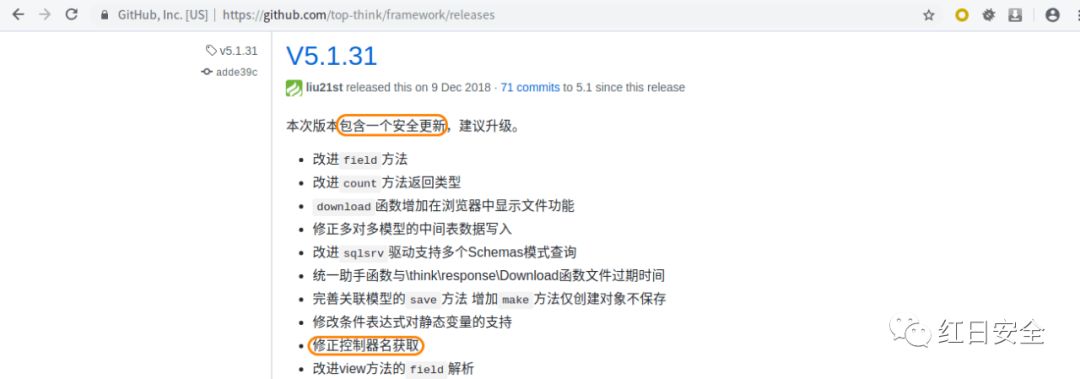 GitHub, Inc. [US] | https://github.com/top-think/framework/releases
v5.1.31
adde39c
V5.1.31
liu21st released this on 9 Dec 2018 · 71 commits to 5.1 since this release
本次版本包含一个安全更新，建议升级。
• 改进 field 方法
• 改进 count 方法返回类型
• download 函数增加在浏览器中显示文件功能
• 修正多对多模型的中间表数据写入
• 改进 sqlsrv 驱动支持多个Schemas模式查询
• 统一助手函数与\think\response\Download函数文件过期时间
• 完善关联模型的 save 方法 增加 make 方法仅创建对象不保存
• 修改条件表达式对静态变量的支持
• 修正控制器名获取
• 改进view方法的 field 解析
红日安全